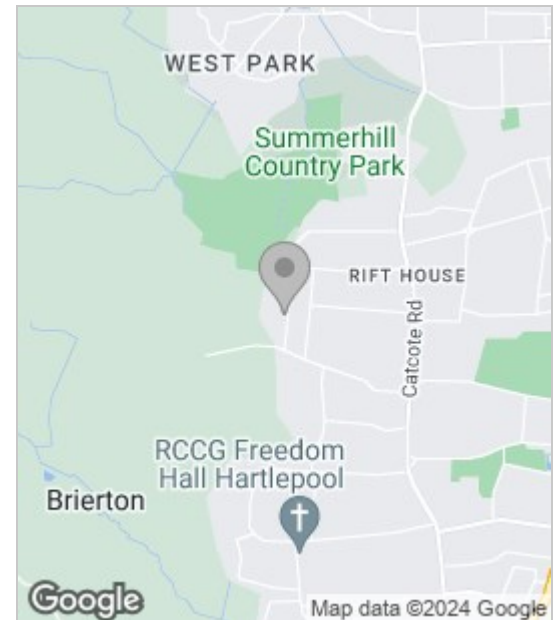 WEST PARK
Summerhill
Country Park
RIFT HOUSE
Catcote Rd
RCCG Freedom
Hall Hartlepool
Brierton
Google
Map data ©2024 Google